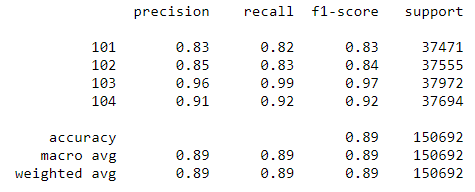 precision recall f1-score support
101 0.83 0.82 0.83 37471
102 0.85 0.83 0.84 37555
103 0.96 0.99 0.97 37972
104 0.91 0.92 0.92 37694
accuracy 0.89 150692
macro avg 0.89 0.89 0.89 150692
weighted avg 0.89 0.89 0.89 150692